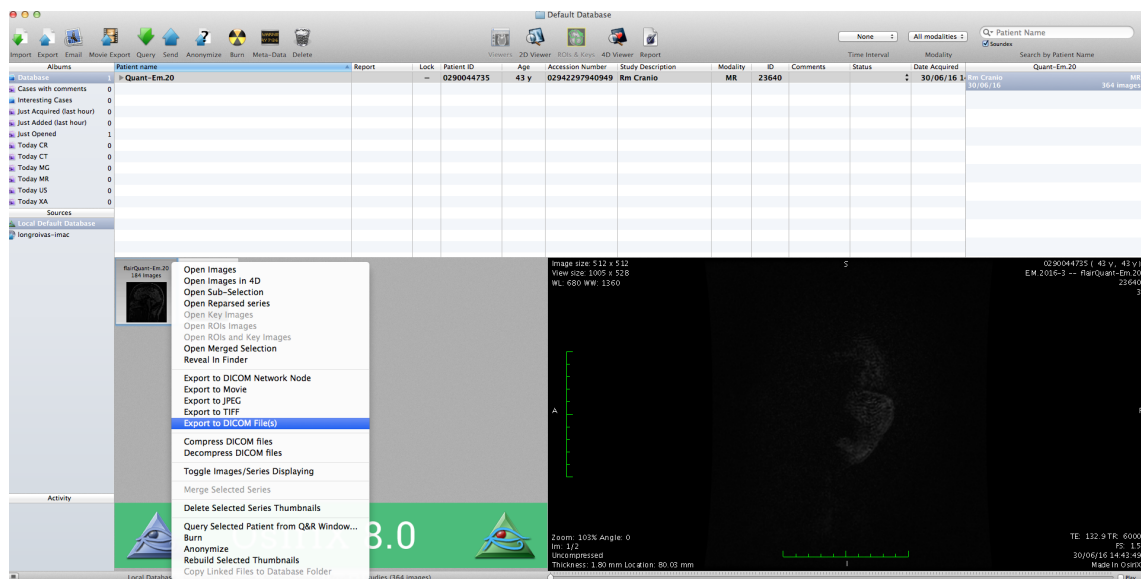 Default Database
Import Export Email Movie Export Query Send Anonymize Burn Meta-Data Delete
Viewers 2D Viewer ROIs & Keys 4D Viewer Report
None
All modalities
Patient Name
Soundex
Time Interval Modality Search by Patient Name
Albums Patient name Report Lock Patient ID Age Accession Number Study Description Modality ID Comments Status Date Acquired Quant-Em.20
Database 1 Quant-Em.20 — 0290044735 43 y 02942297940949 Rm Cranio MR 23640 30/06/16 1 Rm Cranio MR
30/06/16 364 images
Cases with comments 0
Interesting Cases 0
Just Acquired (last hour) 0
Just Added (last hour) 0
Just Opened 1
Today CR 0
Today CT 0
Today MG 0
Today MR 0
Today US 0
Today XA 0
Sources
Local Default Database
longroivas-imac
Activity
flairQuant-Em.20
184 Images
Open Images
Open Images in 4D
Open Sub-Selection
Open Reparsed series
Open Key Images
Open ROIs Images
Open ROIs and Key Images
Open Merged Selection
Reveal In Finder
Export to DICOM Network Node
Export to Movie
Export to JPEG
Export to TIFF
Export to DICOM File(s)
Compress DICOM files
Decompress DICOM files
Toggle Images/Series Displaying
Merge Selected Series
Delete Selected Series Thumbnails
Query Selected Patient from Q&R Window...
Burn
Anonymize
Rebuild Selected Thumbnails
Copy Linked Files to Database Folder
8.0
Image size: 512 x 512
View size: 1005 x 528
WL: 680 WW: 1360
S
0290044735 ( 43 y, 43 y)
E.M.2016-3 -- flairQuant-Em.20
23640
3
A
Zoom: 103% Angle: 0
Im: 1/2
Uncompressed
Thickness: 1.80 mm Location: 80.03 mm
I
TE: 132.9 TR: 6000
FS: 1.5
30/06/16 14:43:49
Made In OsiriX
(364 images)
Play